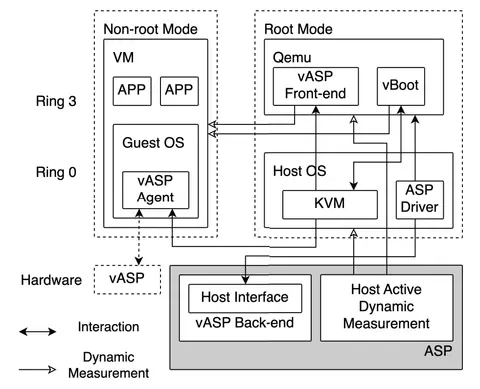 Non-root Mode
Root Mode
VM
Qemu
APP
APP
vASP
Front-end
vBoot
Ring 3
Guest OS
Host OS
Ring 0
vASP
Agent
KVM
ASP
Driver
Hardware
vASP
Host Interface
vASP Back-end
Host Active
Dynamic
Measurement
ASP
Interaction
Dynamic
Measurement